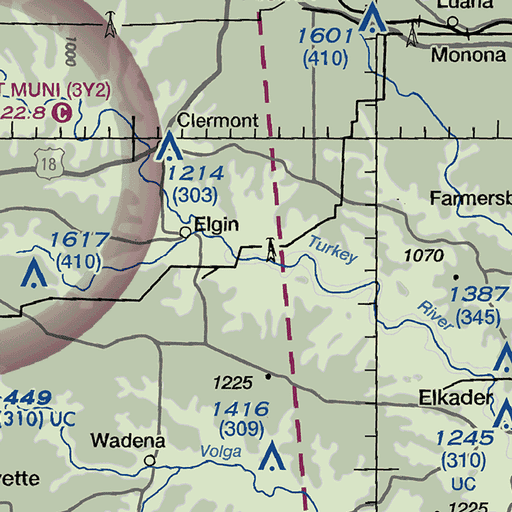 Luana
1601
(410)
Monona
1000
T MUNI (3Y2)
22.8 C
Clermont
18
1214
(303)
Farmersb
Elgin
1617
(410)
Turkey
1070
1387
(345)
River
1225
Elkader
449
(310) UC
1416
(309)
Wadena
Volga
1245
(310)
UC
yette
1225